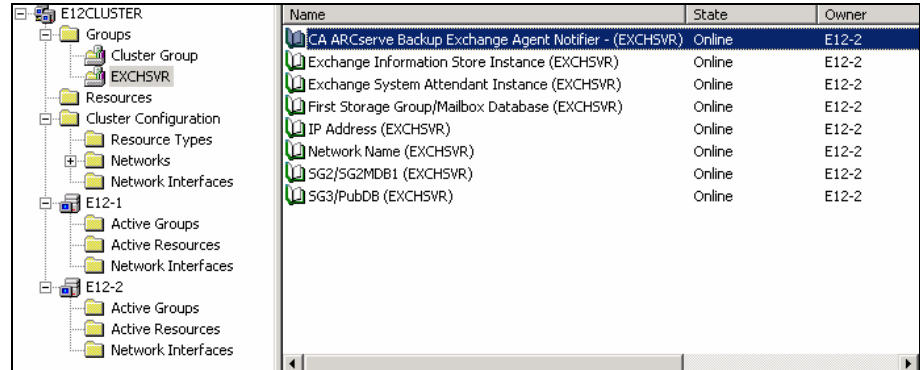 E12CLUSTER
Groups
Cluster Group
EXCHSVR
Resources
Cluster Configuration
Resource Types
Networks
Network Interfaces
E12-1
Active Groups
Active Resources
Network Interfaces
E12-2
Active Groups
Active Resources
Network Interfaces
Name State Owner
CA ARCserve Backup Exchange Agent Notifier - (EXCHSVR) Online E12-2
Exchange Information Store Instance (EXCHSVR) Online E12-2
Exchange System Attendant Instance (EXCHSVR) Online E12-2
First Storage Group/Mailbox Database (EXCHSVR) Online E12-2
IP Address (EXCHSVR) Online E12-2
Network Name (EXCHSVR) Online E12-2
SG2/SG2MDB1 (EXCHSVR) Online E12-2
SG3/PubDB (EXCHSVR) Online E12-2